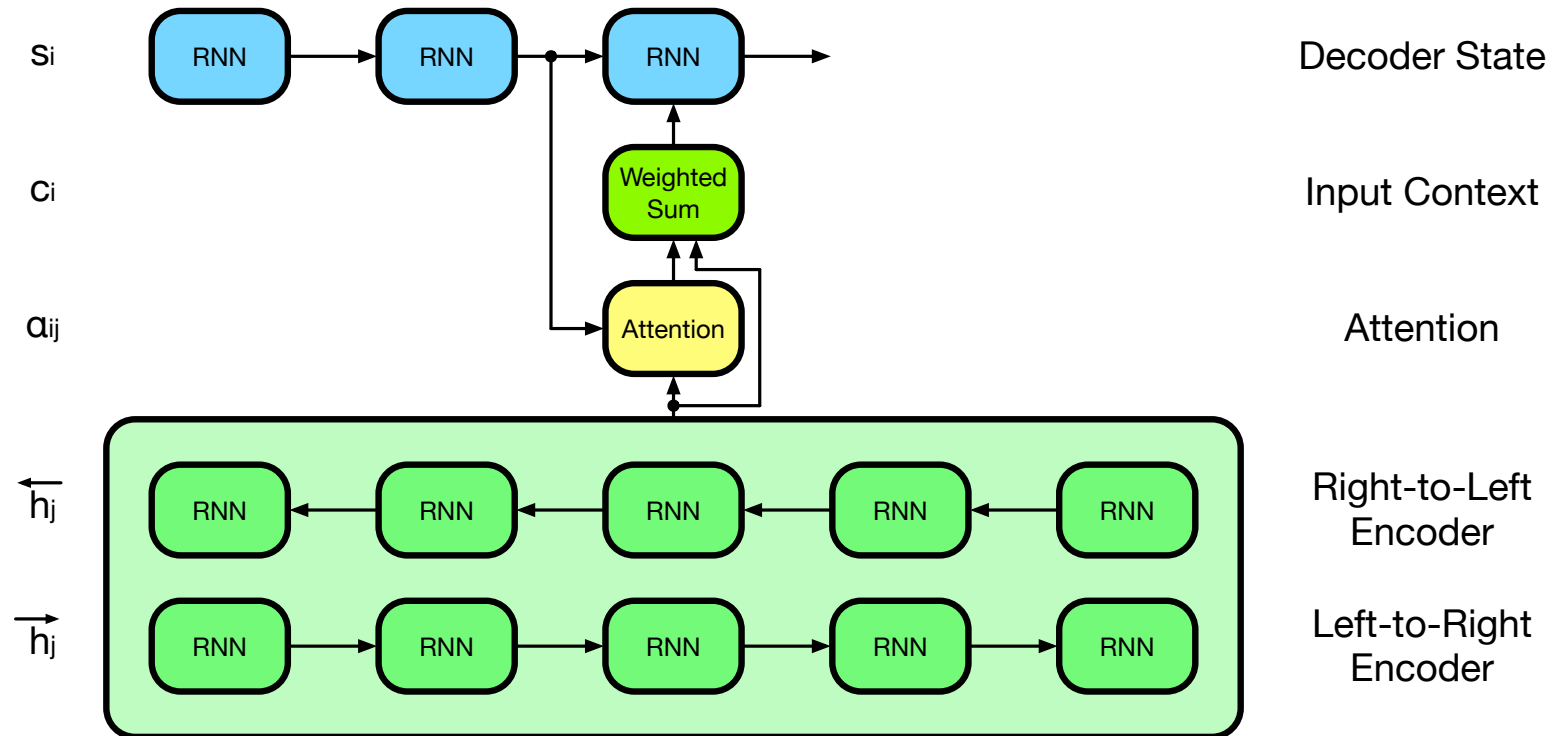 si RNN RNN RNN Decoder State
ci Weighted Sum Input Context
αij Attention Attention
hj RNN RNN RNN RNN RNN Right-to-Left Encoder
hj RNN RNN RNN RNN RNN Left-to-Right Encoder